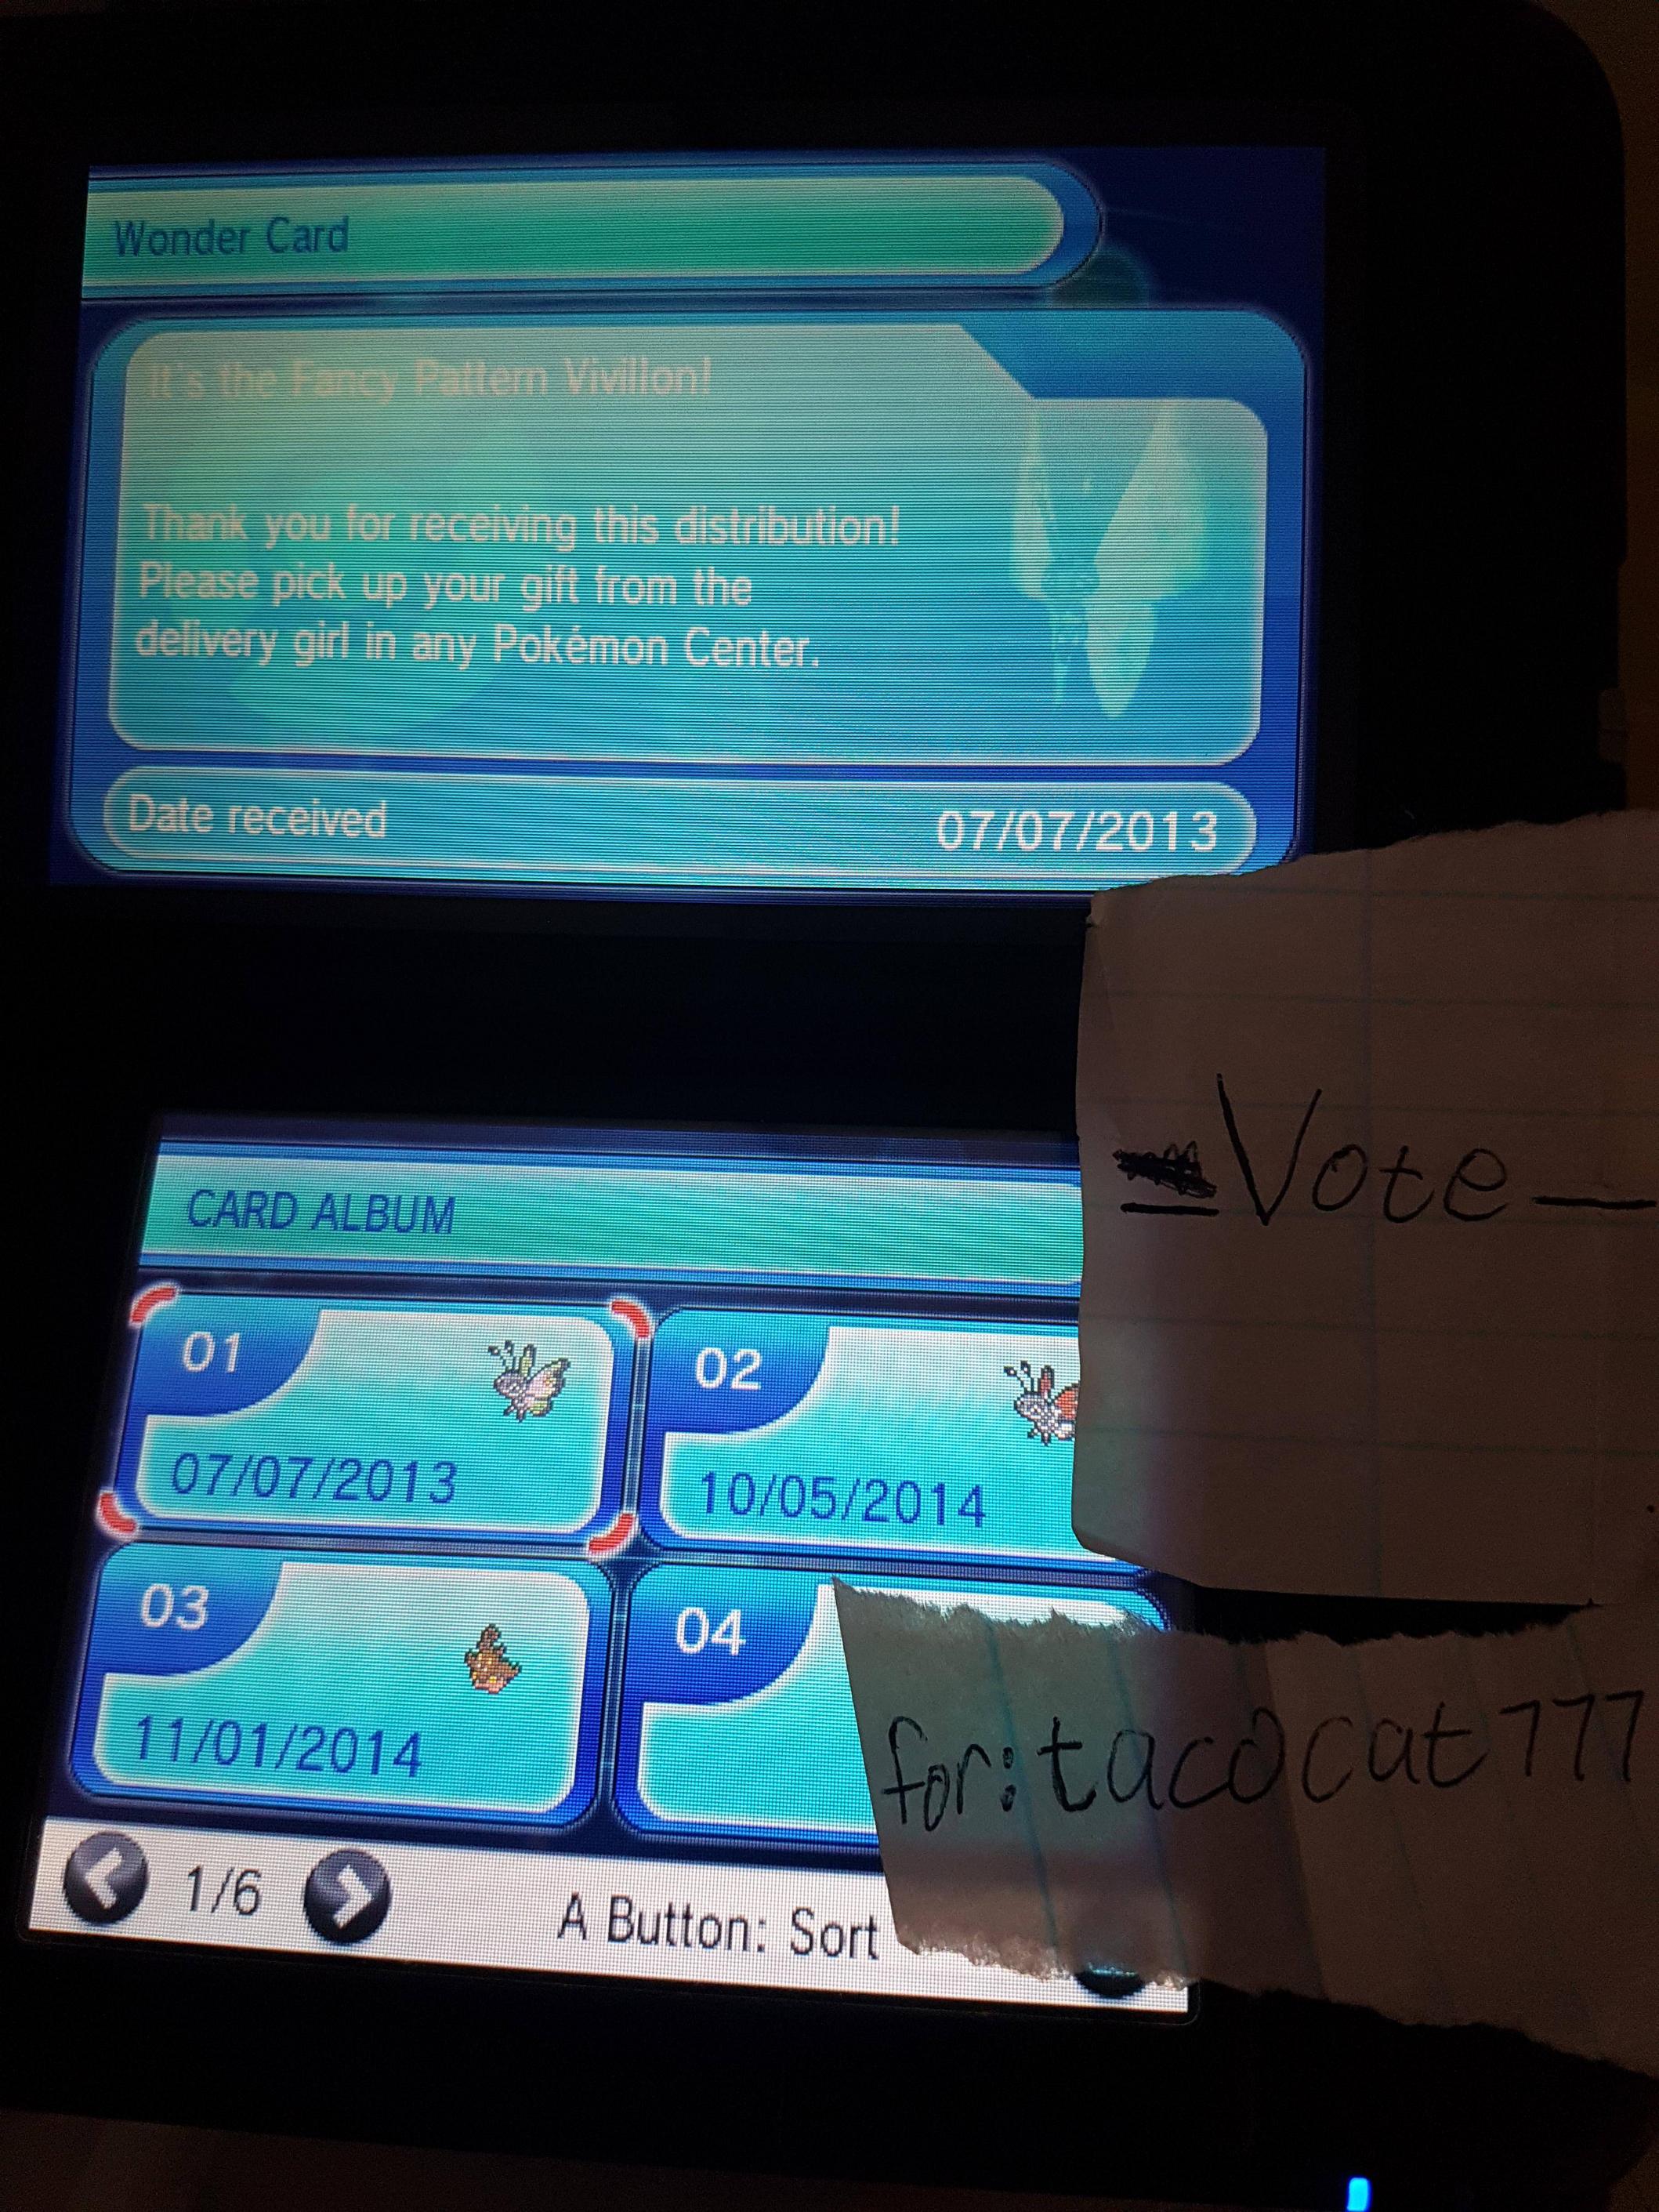 Wonder Card
It's the Fancy Pattern Vivillon!
Thank you for receiving this distribution!
Please pick up your gift from the
delivery girl in any Pokémon Center.
Date received 07/07/2013
-Vote-
CARD ALBUM
01
07/07/2013
02
10/05/2014
03
11/01/2014
04
for: tacocat777
1/6
A Button: Sort